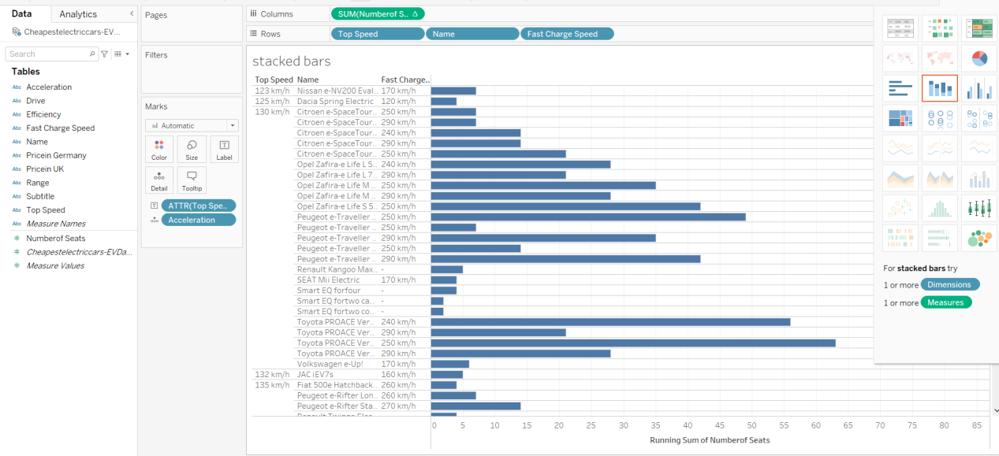 Data
Analytics
Cheapestelectriccars-EV...
Search
Tables
Abc Acceleration
Abc Drive
Abc Efficiency
Abc Fast Charge Speed
Abc Name
Abc Pricein Germany
Abc Pricein UK
Abc Range
Abc Subtitle
Abc Top Speed
Abc Measure Names
# Numberof Seats
# Cheapestelectriccars-EVDa...
# Measure Values
Pages
Filters
Marks
Automatic
Color Size Label
Detail Tooltip
ATTR(Top Spe..
Acceleration
Columns SUM(Numberof S.. Δ
Rows Top Speed Name Fast Charge Speed
stacked bars
Top Speed Name Fast Charge..
123 km/h Nissan e-NV200 Eval.. 170 km/h
125 km/h Dacia Spring Electric 120 km/h
130 km/h Citroen e-SpaceTour.. 250 km/h
Citroen e-SpaceTour.. 290 km/h
Citroen e-SpaceTour.. 240 km/h
Citroen e-SpaceTour.. 290 km/h
Citroen e-SpaceTour.. 250 km/h
Opel Zafira-e Life L 5.. 240 km/h
Opel Zafira-e Life L 7.. 290 km/h
Opel Zafira-e Life M .. 250 km/h
Opel Zafira-e Life M .. 290 km/h
Opel Zafira-e Life S 5.. 250 km/h
Peugeot e-Traveller .. 250 km/h
Peugeot e-Traveller .. 250 km/h
Peugeot e-Traveller .. 290 km/h
Peugeot e-Traveller .. 250 km/h
Peugeot e-Traveller .. 290 km/h
Renault Kangoo Max.. -
SEAT Mii Electric 170 km/h
Smart EQ forfour -
Smart EQ fortwo ca.. -
Smart EQ fortwo co.. -
Toyota PROACE Ver.. 240 km/h
Toyota PROACE Ver.. 290 km/h
Toyota PROACE Ver.. 250 km/h
Toyota PROACE Ver.. 290 km/h
Volkswagen e-Up! 170 km/h
132 km/h JAC iEV7s 160 km/h
135 km/h Fiat 500e Hatchback.. 260 km/h
Peugeot e-Rifter Lon.. 260 km/h
Peugeot e-Rifter Sta.. 270 km/h
0 5 10 15 20 25 30 35 40 45 50 55 60 65 70 75 80 85
Running Sum of Numberof Seats
For stacked bars try
1 or more Dimensions
1 or more Measures